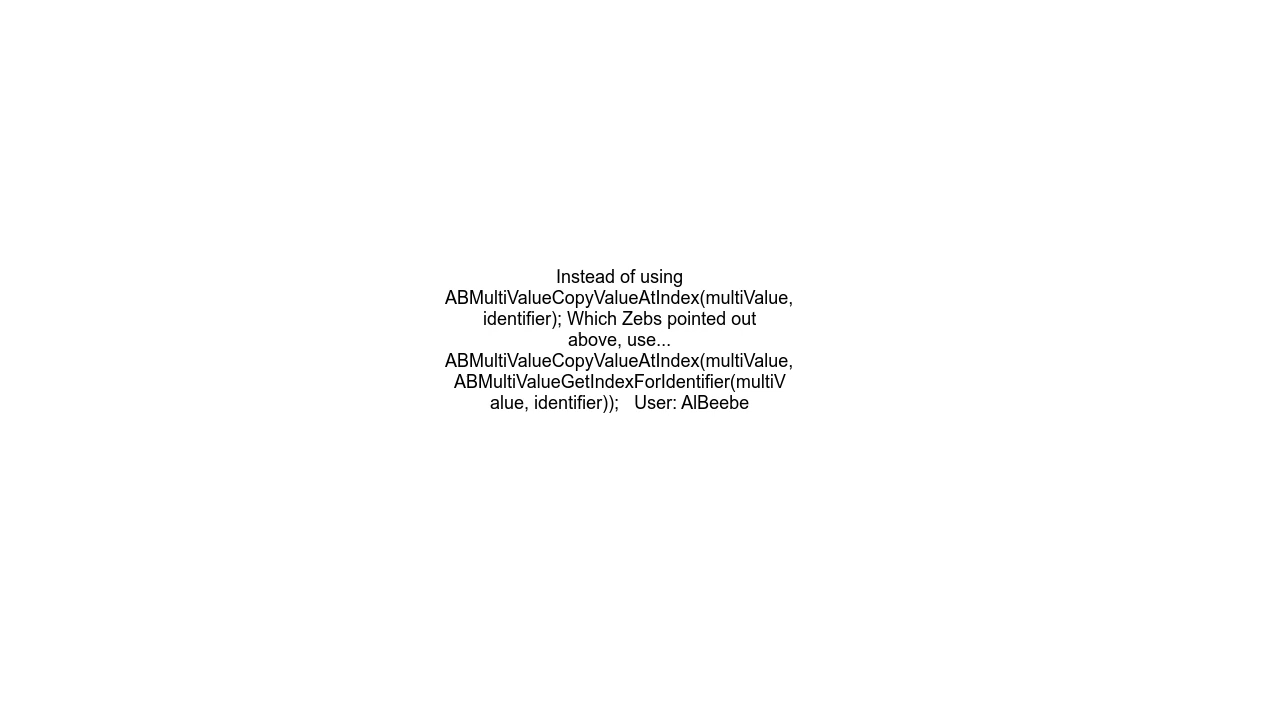 Instead of using
ABMultiValueCopyValueAtIndex(multiValue,
identifier); Which Zebs pointed out
above, use...
ABMultiValueCopyValueAtIndex(multiValue,
ABMultiValueGetIndexForIdentifier(multiV
alue, identifier));   User: AlBeebe